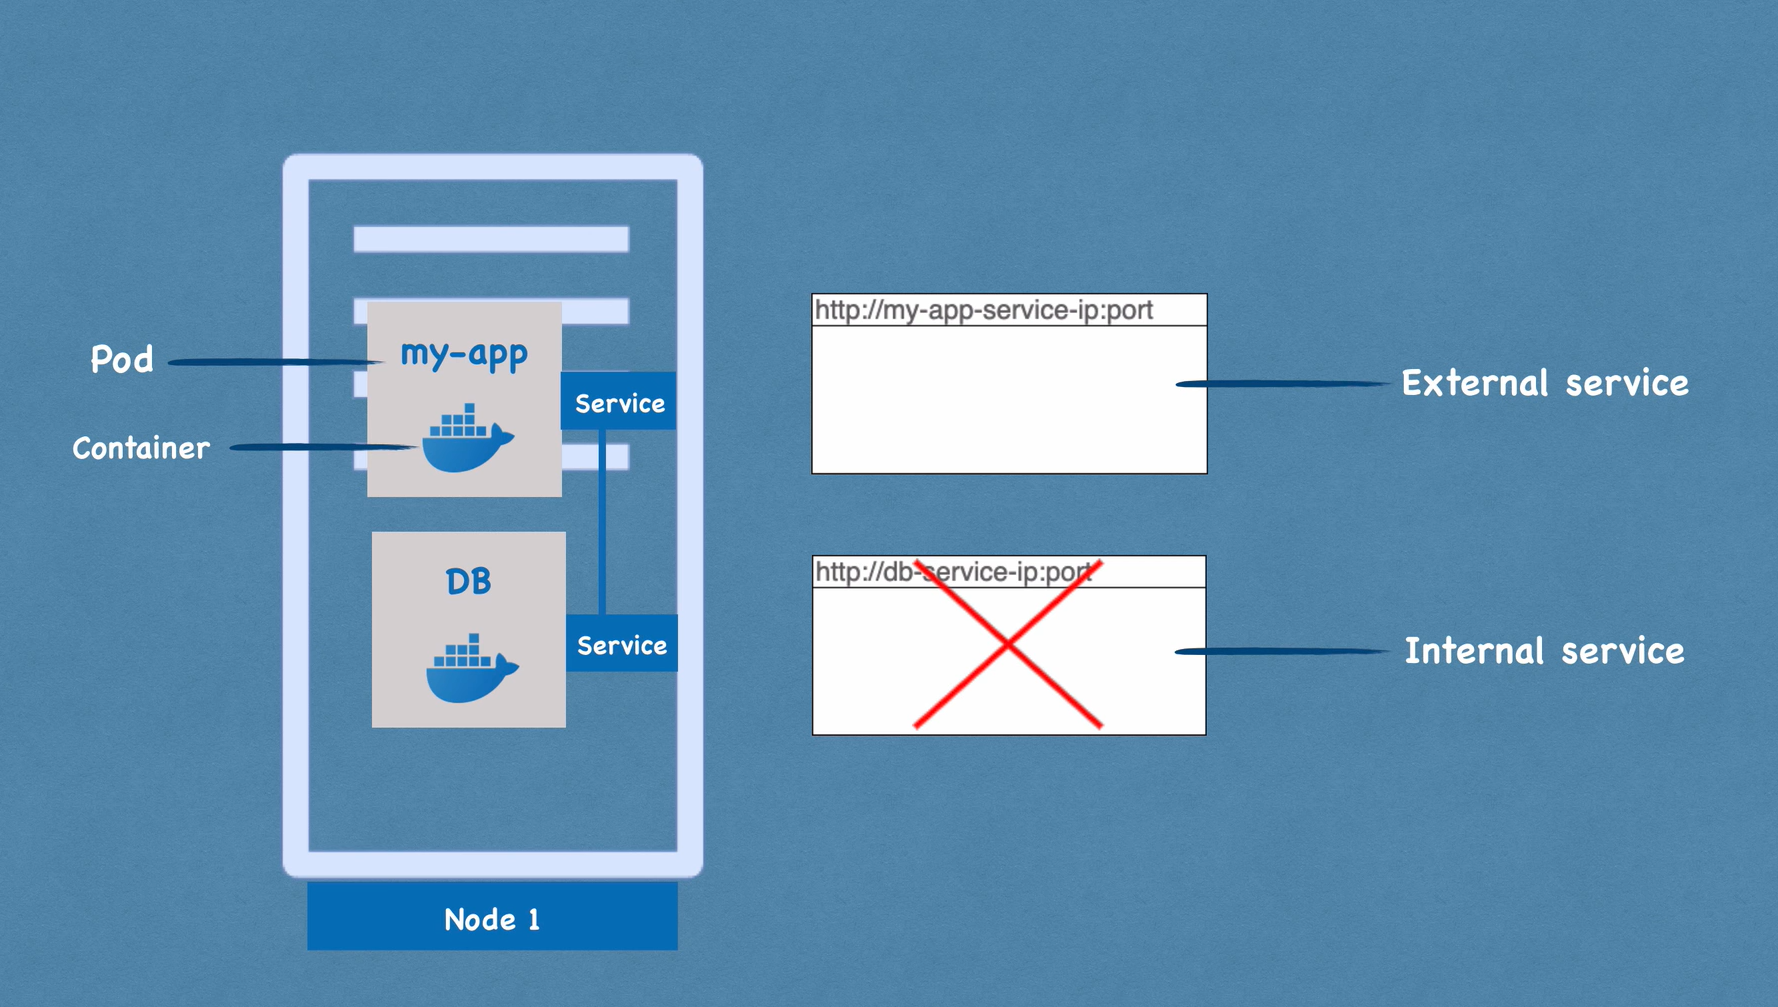 Pod
Container
my-app
Service
DB
Service
Node 1
http://my-app-service-ip:port
External service
http://db-service-ip:port
Internal service